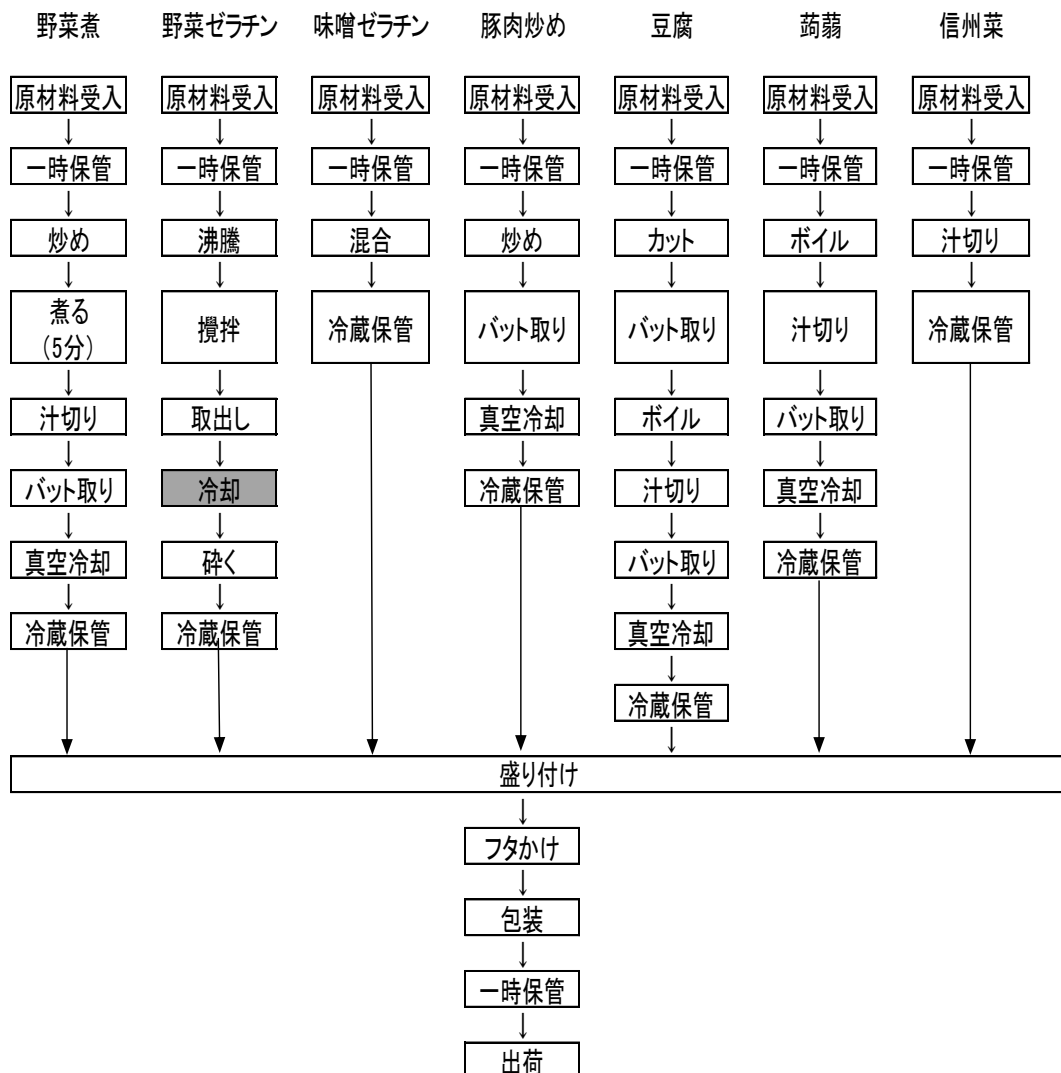 野菜煮 野菜ゼラチン 味噌ゼラチン 豚肉炒め 豆腐 蒟蒻 信州菜
原材料受入 原材料受入 原材料受入 原材料受入 原材料受入 原材料受入 原材料受入
一時保管 一時保管 一時保管 一時保管 一時保管 一時保管 一時保管
炒め 沸騰 混合 炒め カット ボイル 汁切り
煮る
(5分) 攪拌 冷蔵保管 バット取り バット取り 汁切り 冷蔵保管
汁切り 取出し 真空冷却 ボイル バット取り
バット取り 冷却 冷蔵保管 汁切り 真空冷却
真空冷却 砕く バット取り 冷蔵保管
冷蔵保管 冷蔵保管 真空冷却
冷蔵保管
盛り付け
フタかけ
包装
一時保管
出荷